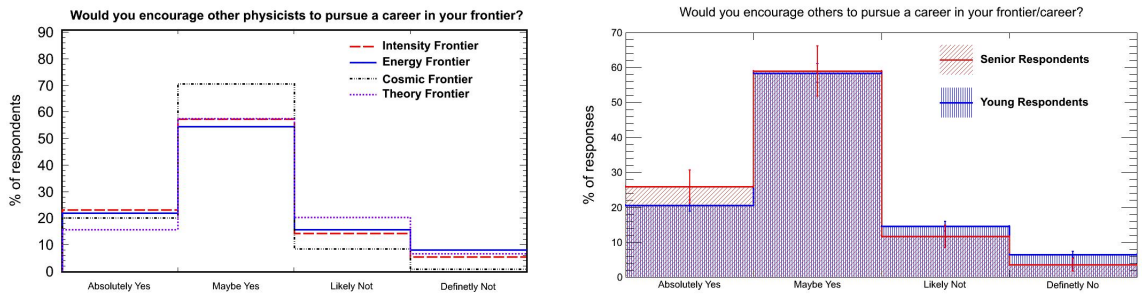 Would you encourage other physicists to pursue a career in your frontier?
% of respondents
90
80
70
60
50
40
30
20
10
0
Intensity Frontier
Energy Frontier
Cosmic Frontier
Theory Frontier
Absolutely Yes
Maybe Yes
Likely Not
Definetly Not
Would you encourage others to pursue a career in your frontier/career?
% of responses
70
60
50
40
30
20
10
0
Senior Respondents
Young Respondents
Absolutely Yes
Maybe Yes
Likely Not
Definetly No